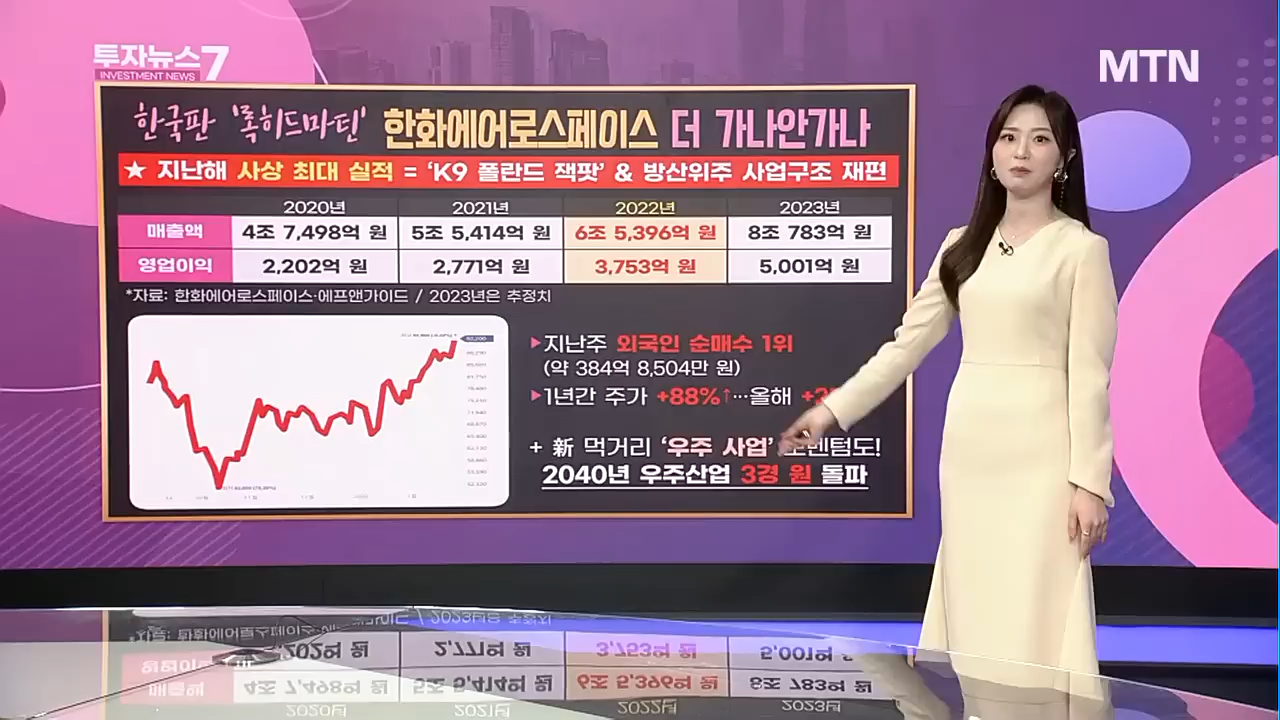 투자뉴스7
INVESTMENT NEWS
MTN
한국판 '록히드마틴' 한화에어로스페이스 더 가나안가나
★ 지난해 사상 최대 실적 = 'K9 폴란드 잭팟' & 방산위주 사업구조 재편
2020년 2021년 2022년 2023년
매출액 4조 7,498억 원 5조 5,414억 원 6조 5,396억 원 8조 783억 원
영업이익 2,202억 원 2,771억 원 3,753억 원 5,001억 원
*자료: 한화에어로스페이스·에프앤가이드 / 2023년은 추정치
▶지난주 외국인 순매수 1위
(약 384억 8,504만 원)
▶1년간 주가 +88%↑…올해
+ 新 먹거리 '우주 사업'
2040년 우주산업 3경 원 돌파